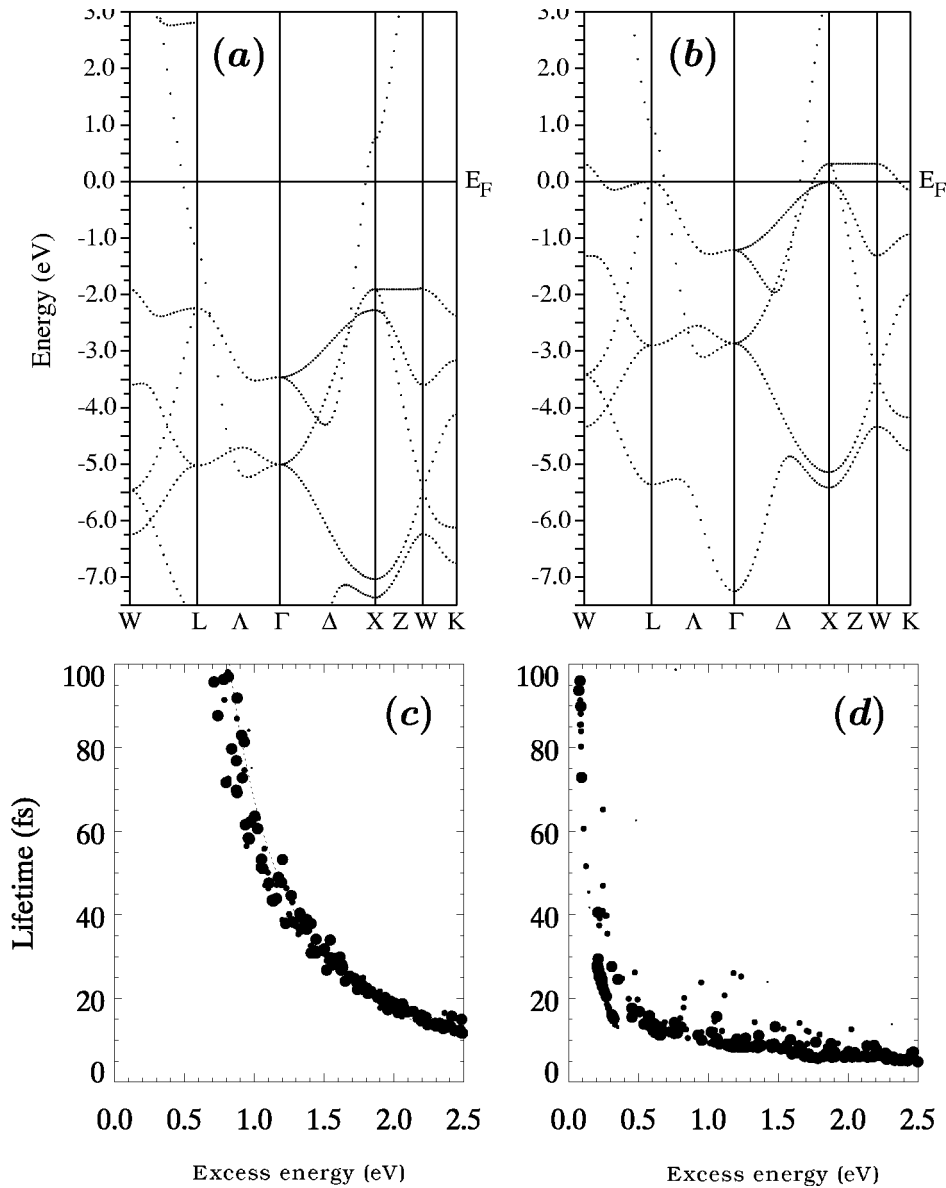 (a)
3.0
2.0
1.0
0.0
-1.0
-2.0
-3.0
-4.0
-5.0
-6.0
-7.0
Energy (eV)
E_F
W L Λ Γ Δ X Z W K
(b)
3.0
2.0
1.0
0.0
-1.0
-2.0
-3.0
-4.0
-5.0
-6.0
-7.0
E_F
W L Λ Γ Δ X Z W K
(c)
100
80
60
40
20
0
Lifetime (fs)
0.0 0.5 1.0 1.5 2.0 2.5
Excess energy (eV)
(d)
100
80
60
40
20
0
0.0 0.5 1.0 1.5 2.0 2.5
Excess energy (eV)